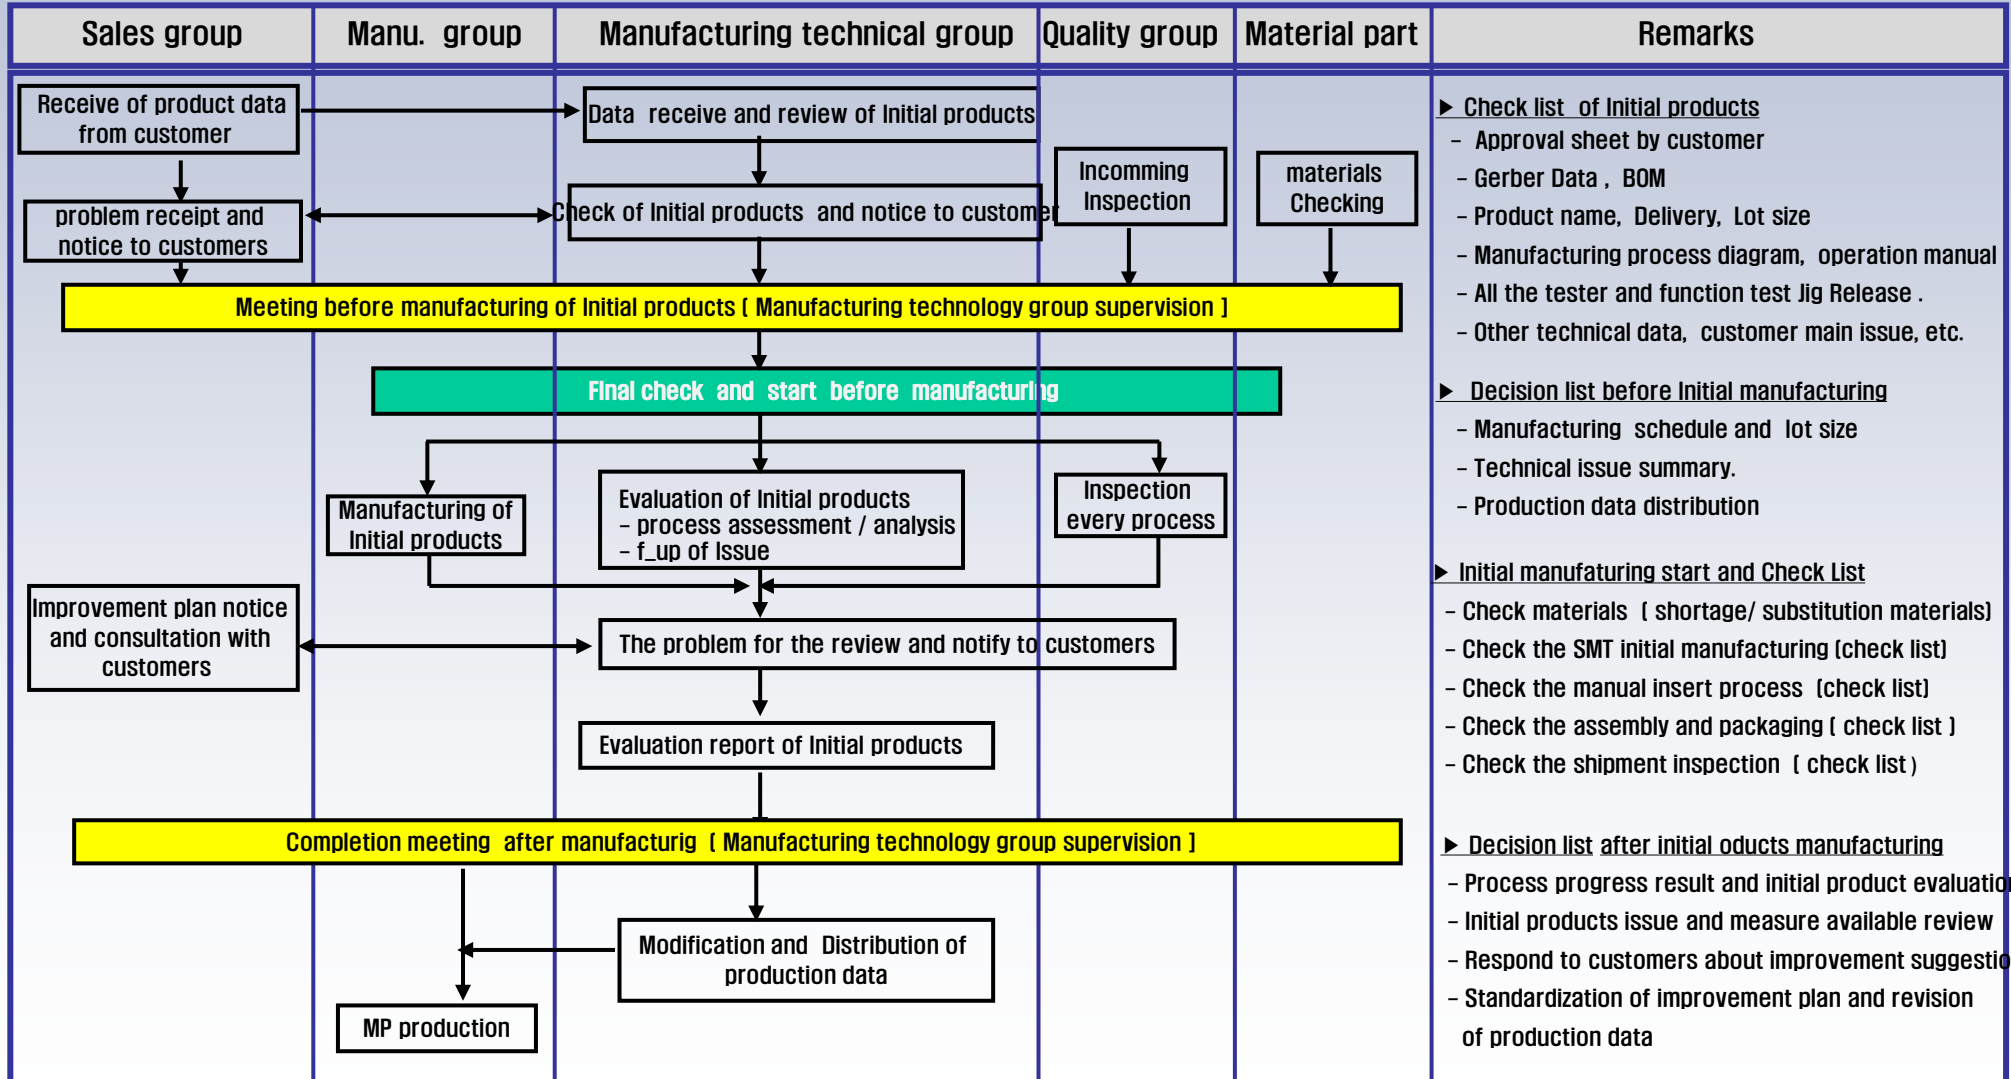 Sales group
Manu. group
Manufacturing technical group
Quality group
Material part
Remarks
Receive of product data
from customer
Data receive and review of Initial products
Incomming
Inspection
materials
Checking
problem receipt and
notice to customers
Check of Initial products and notice to customer
Meeting before manufacturing of Initial products ( Manufacturing technology group supervision )
Final check and start before manufacturing
Manufacturing of
Initial products
Evaluation of Initial products
- process assessment / analysis
- f_up of Issue
Inspection
every process
Improvement plan notice
and consultation with
customers
The problem for the review and notify to customers
Evaluation report of Initial products
Completion meeting after manufacturig ( Manufacturing technology group supervision )
Modification and Distribution of
production data
MP production
▶ Check list of Initial products
- Approval sheet by customer
- Gerber Data , BOM
- Product name, Delivery, Lot size
- Manufacturing process diagram, operation manual
- All the tester and function test Jig Release .
- Other technical data, customer main issue, etc.
▶ Decision list before Initial manufacturing
- Manufacturing schedule and lot size
- Technical issue summary.
- Production data distribution
▶ Initial manufaturing start and Check List
- Check materials ( shortage/ substitution materials)
- Check the SMT initial manufacturing (check list)
- Check the manual insert process (check list)
- Check the assembly and packaging ( check list )
- Check the shipment inspection ( check list )
▶ Decision list after initial oducts manufacturing
- Process progress result and initial product evaluation
- Initial products issue and measure available review
- Respond to customers about improvement suggestio
- Standardization of improvement plan and revision
of production data